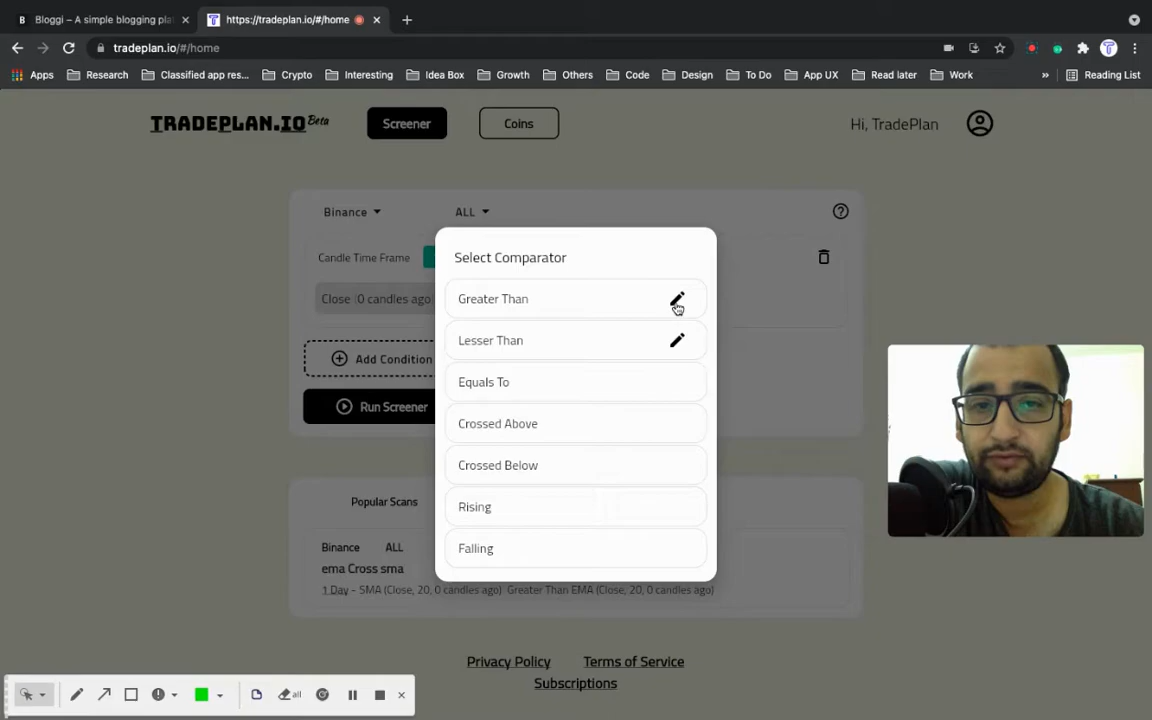 Bloggi – A simple blogging pla
https://tradeplan.io/#/home
tradeplan.io/#/home
Apps Research Classified app res... Crypto Interesting Idea Box Growth Others Code Design To Do App UX Read later Work » Reading List
TRADEPLAN.IO Beta Screener Coins Hi, TradePlan
Binance ALL
Candle Time Frame
Close (0 candles ago)
Add Condition
Run Screener
Select Comparator
Greater Than
Lesser Than
Equals To
Crossed Above
Crossed Below
Rising
Falling
Popular Scans
Binance ALL
ema Cross sma
1 Day - SMA (Close, 20, 0 candles ago) Greater Than EMA (Close, 20, 0 candles ago)
Privacy Policy Terms of Service
Subscriptions
all